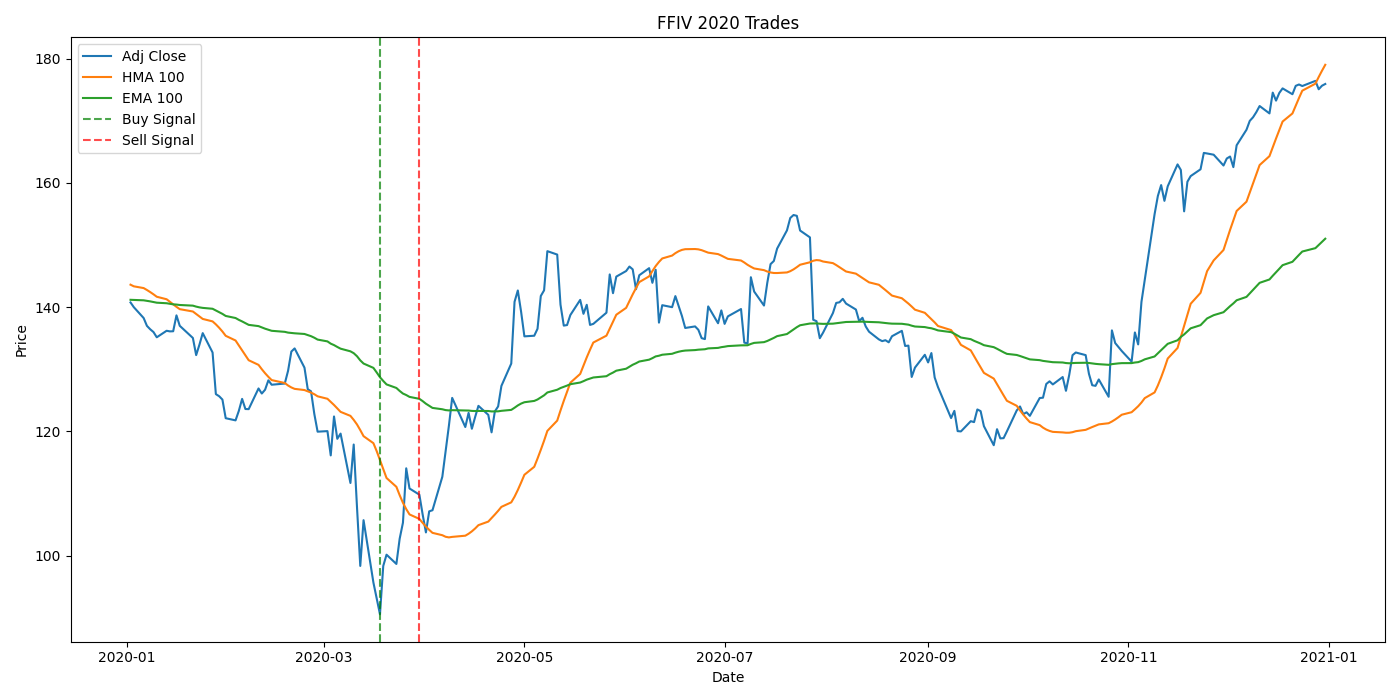 FFIV 2020 Trades
Adj Close
HMA 100
EMA 100
Buy Signal
Sell Signal
Price
180
160
140
120
100
2020-01
2020-03
2020-05
2020-07
2020-09
2020-11
2021-01
Date